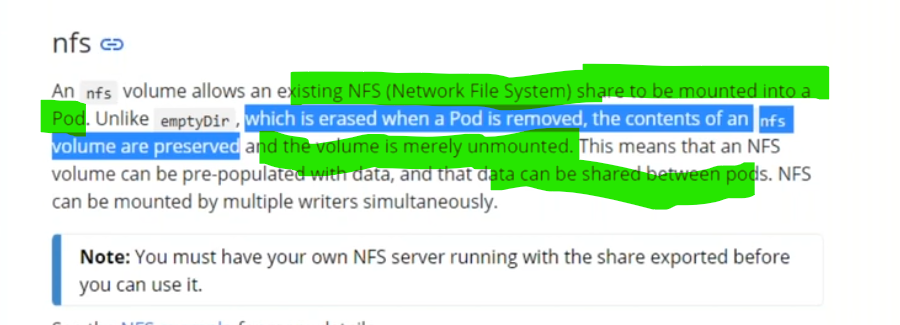 nfs
An nfs volume allows an existing NFS (Network File System) share to be mounted into a
Pod. Unlike emptyDir, which is erased when a Pod is removed, the contents of an nfs
volume are preserved and the volume is merely unmounted. This means that an NFS
volume can be pre-populated with data, and that data can be shared between pods. NFS
can be mounted by multiple writers simultaneously.
Note: You must have your own NFS server running with the share exported before
you can use it.